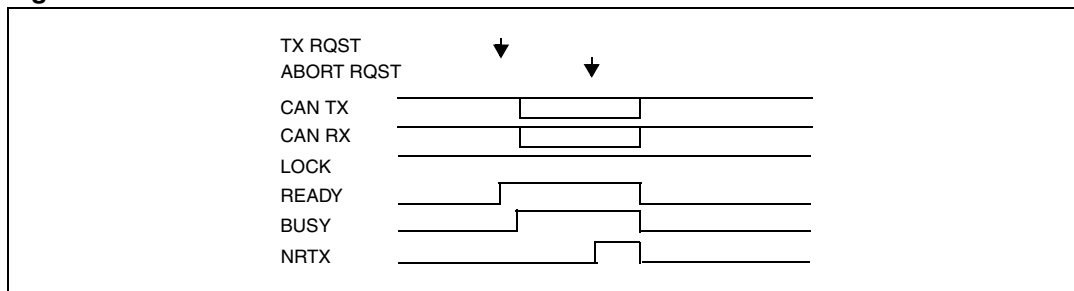 TX RQST
ABORT RQST
CAN TX
CAN RX
LOCK
READY
BUSY
NRTX